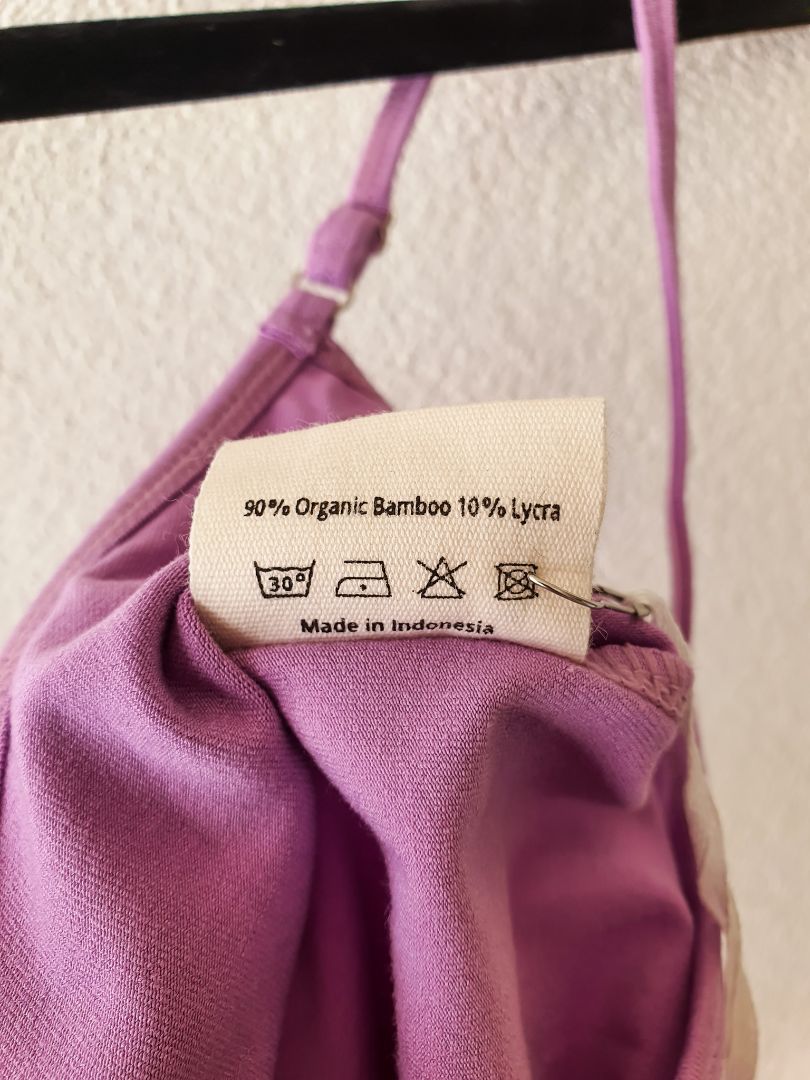 90% Organic Bamboo 10% Lycra
30°
Made in Indonesia